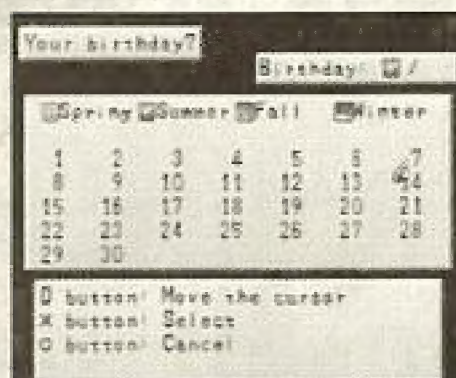 Your birthday?
Birthday: /
Spring Summer Fall Winter
1 2 3 4 5 6 7
8 9 10 11 12 13 14
15 16 17 18 19 20 21
22 23 24 25 26 27 28
29 30
D button: Move the cursor
X button: Select
O button: Cancel